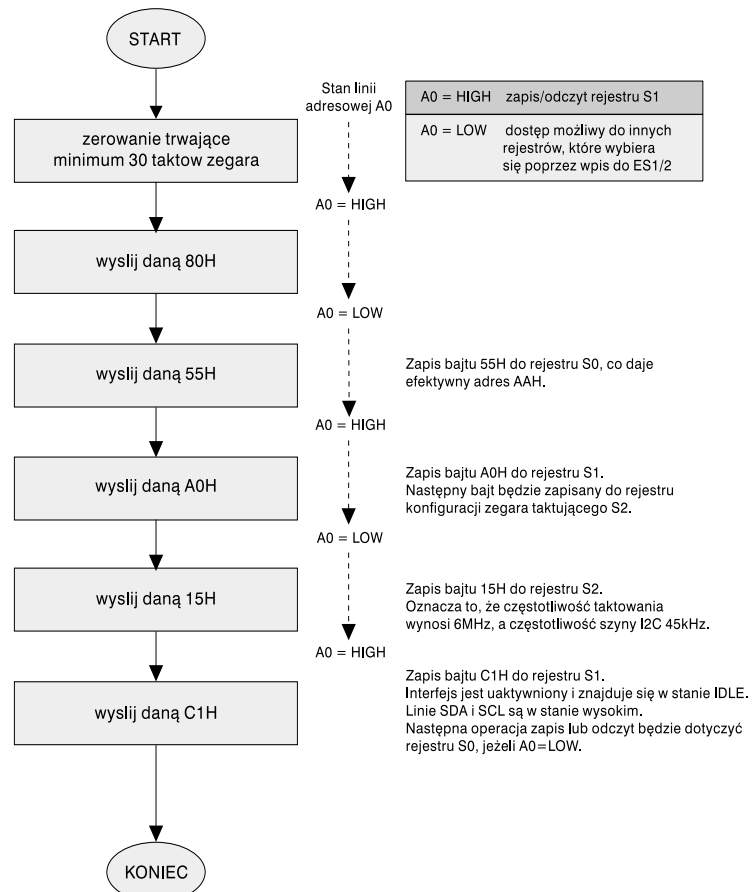 START
Stan linii
adresowej A0
A0 = HIGH zapis/odczyt rejestru S1
A0 = LOW dostęp możliwy do innych
rejestrów, które wybiera
się poprzez wpis do ES1/2
zerowanie trwające
minimum 30 taktow zegara
A0 = HIGH
wyslij daną 80H
A0 = LOW
wyslij daną 55H
Zapis bajtu 55H do rejestru S0, co daje
efektywny adres AAH.
A0 = HIGH
wyslij daną A0H
Zapis bajtu A0H do rejestru S1.
Następny bajt będzie zapisany do rejestru
konfiguracji zegara taktującego S2.
A0 = LOW
wyslij daną 15H
Zapis bajtu 15H do rejestru S2.
Oznacza to, że częstotliwość taktowania
wynosi 6MHz, a częstotliwość szyny I2C 45kHz.
A0 = HIGH
wyslij daną C1H
Zapis bajtu C1H do rejestru S1.
Interfejs jest uaktywniony i znajduje się w stanie IDLE.
Linie SDA i SCL są w stanie wysokim.
Następna operacja zapis lub odczyt będzie dotyczyć
rejestru S0, jeżeli A0=LOW.
KONIEC